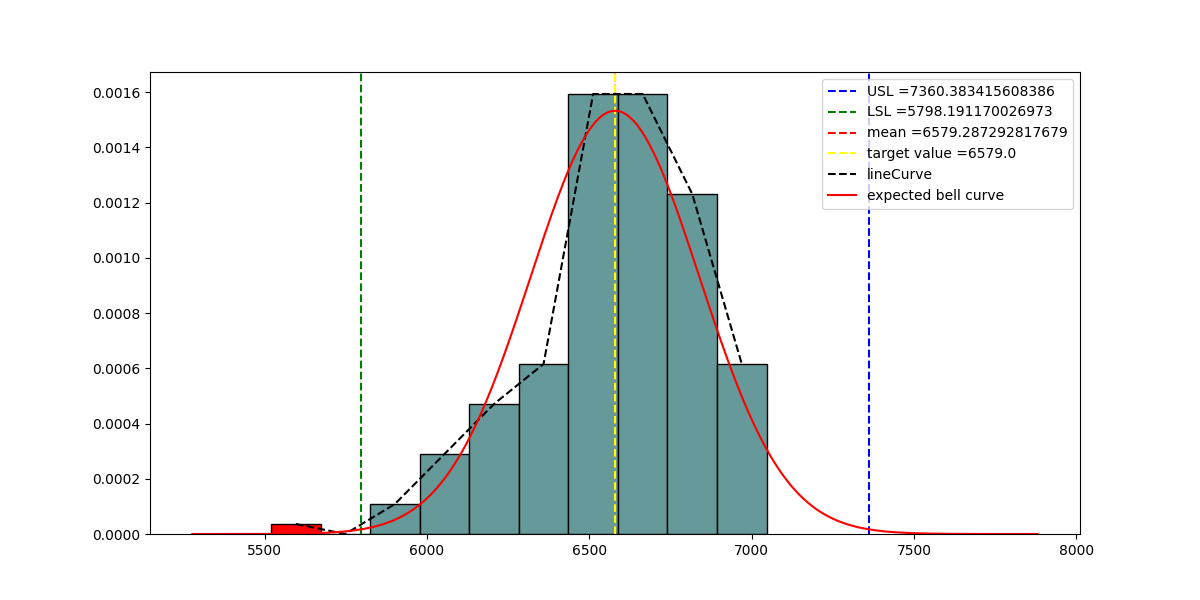 0.0016
0.0014
0.0012
0.0010
0.0008
0.0006
0.0004
0.0002
0.0000
5500 6000 6500 7000 7500 8000
USL =7360.383415608386
LSL =5798.191170026973
mean =6579.287292817679
target value =6579.0
lineCurve
expected bell curve